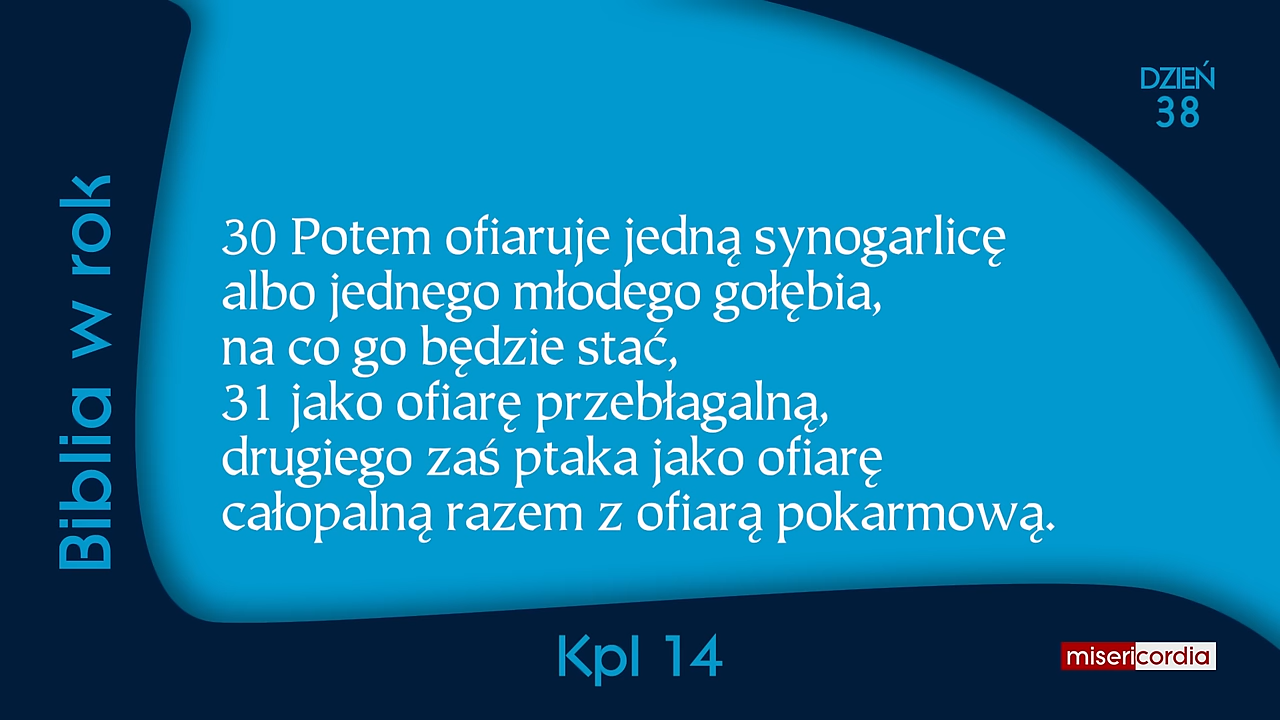 DZIEŃ
38
Biblia w rok
30 Potem ofiaruje jedną synogarlicę
albo jednego młodego gołębia,
na co go będzie stać,
31 jako ofiarę przebłagalną,
drugiego zaś ptaka jako ofiarę
całopalną razem z ofiarą pokarmową.
Kpl 14
misericordia